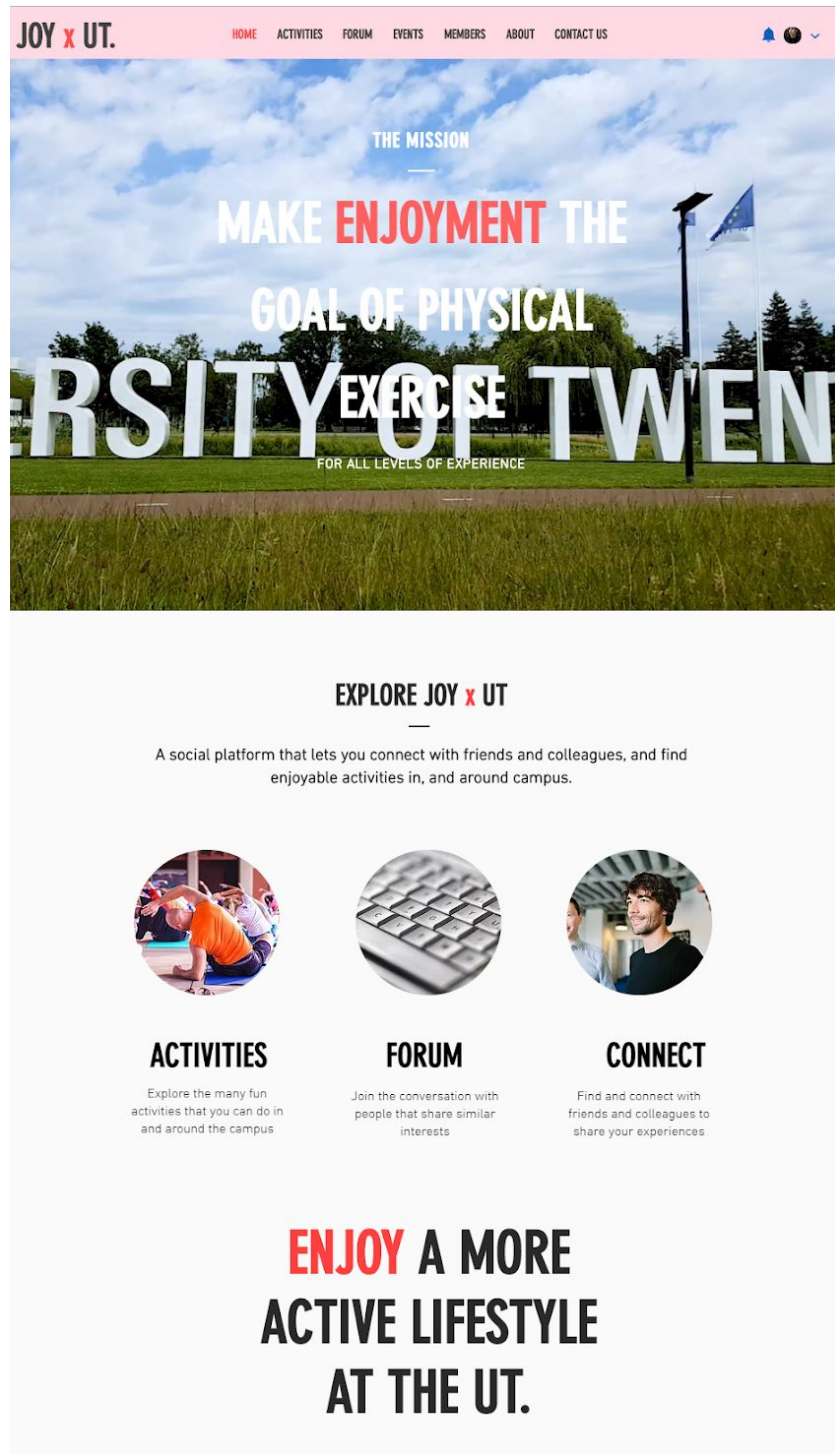 JOY x UT.
HOME ACTIVITIES FORUM EVENTS MEMBERS ABOUT CONTACT US
THE MISSION
MAKE ENJOYMENT THE
GOAL OF PHYSICAL
EXERCISE
ERSITY OF TWEN
FOR ALL LEVELS OF EXPERIENCE
EXPLORE JOY x UT
A social platform that lets you connect with friends and colleagues, and find
enjoyable activities in, and around campus.
ACTIVITIES
Explore the many fun
activities that you can do in
and around the campus
FORUM
Join the conversation with
people that share similar
interests
CONNECT
Find and connect with
friends and colleagues to
share your experiences
ENJOY A MORE
ACTIVE LIFESTYLE
AT THE UT.